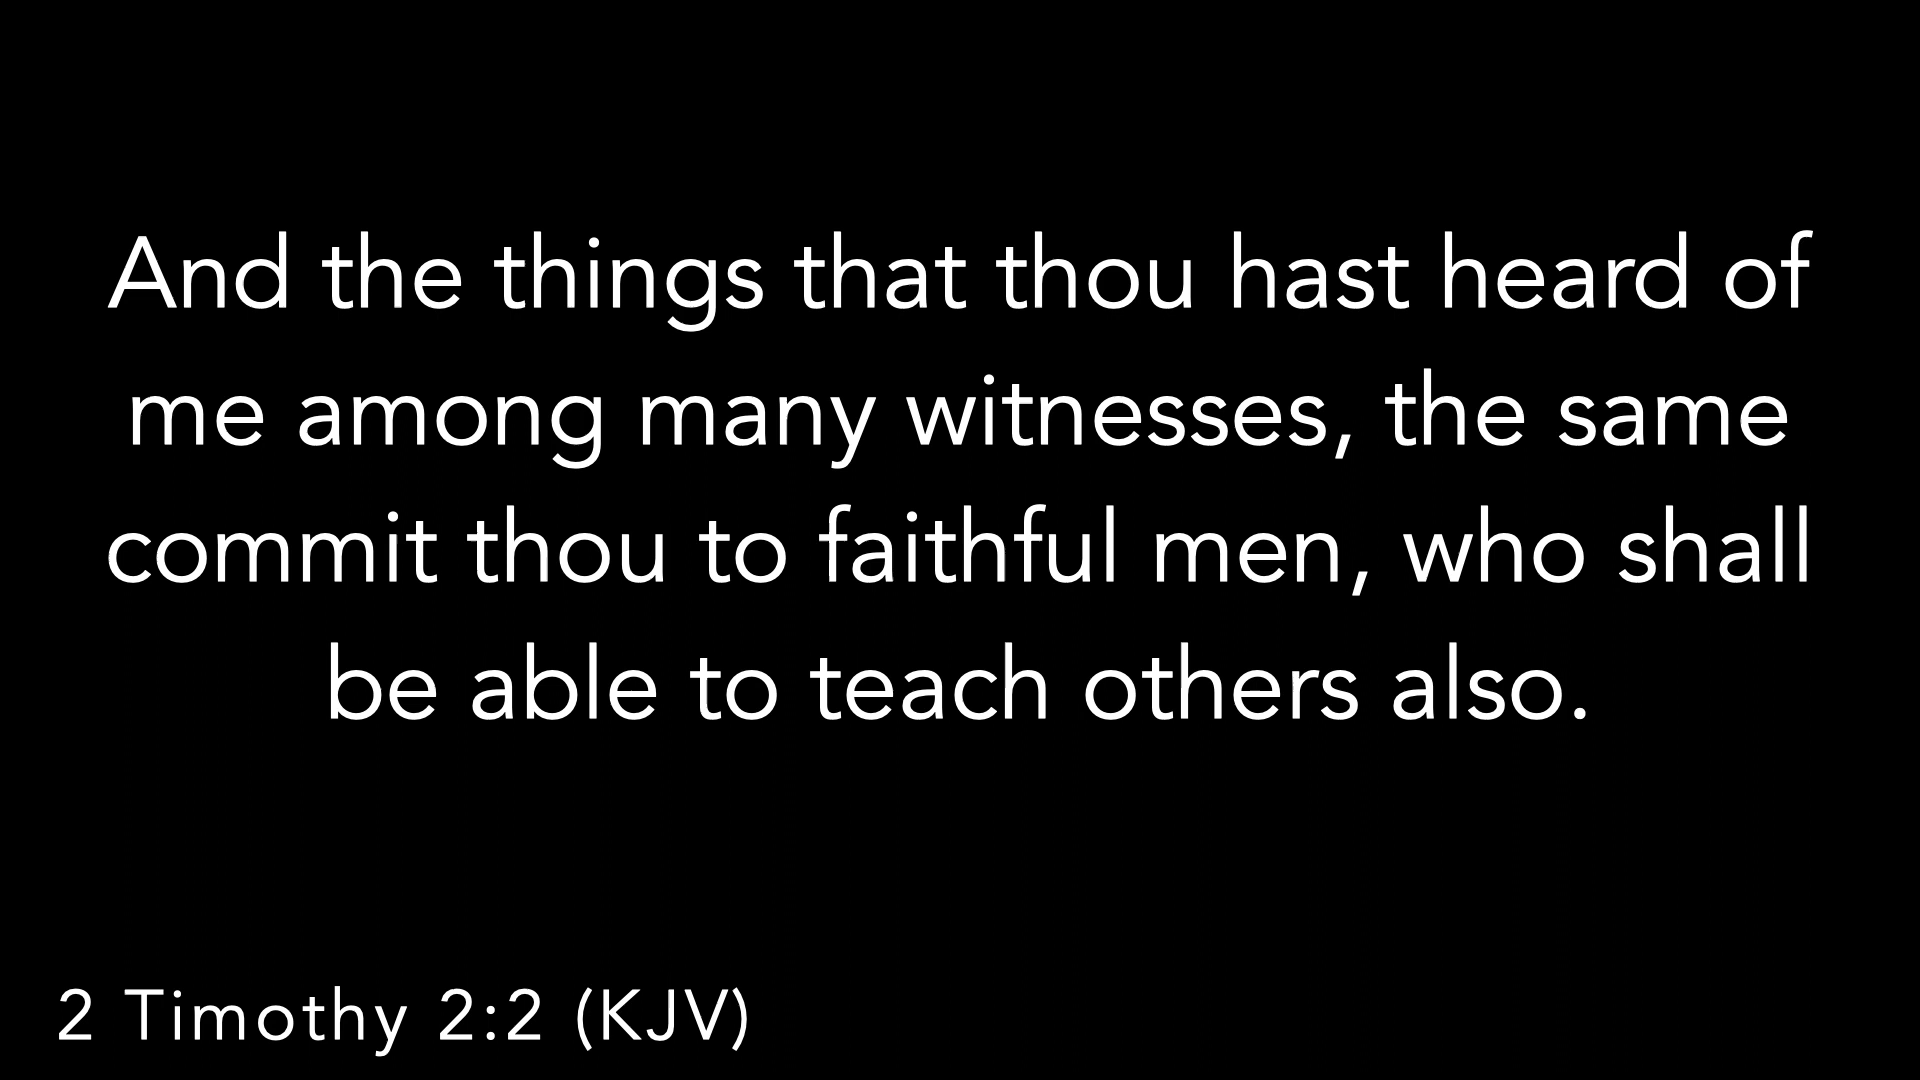 And the things that thou hast heard of
me among many witnesses, the same
commit thou to faithful men, who shall
be able to teach others also.
2 Timothy 2:2 (KJV)